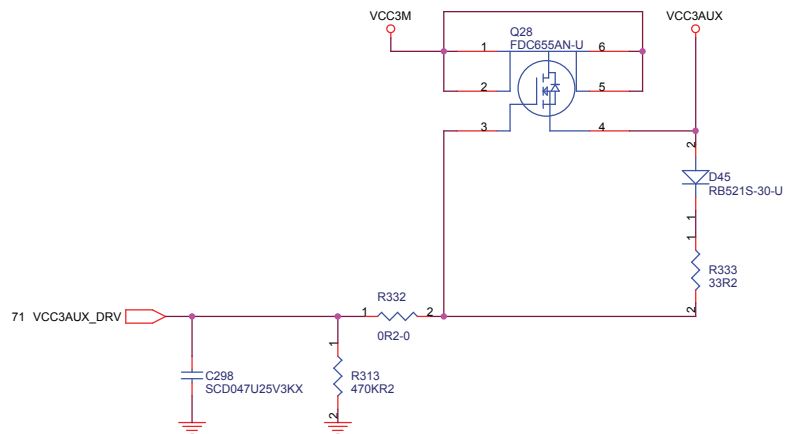 VCC3M
VCC3AUX
Q28
FDC655AN-U
1
6
2
5
3
4
2
D45
RB521S-30-U
1
1
R333
33R2
2
R332
1
2
0R2-0
71 VCC3AUX_DRV
1
C298
SCD047U25V3KX
R313
470KR2
2